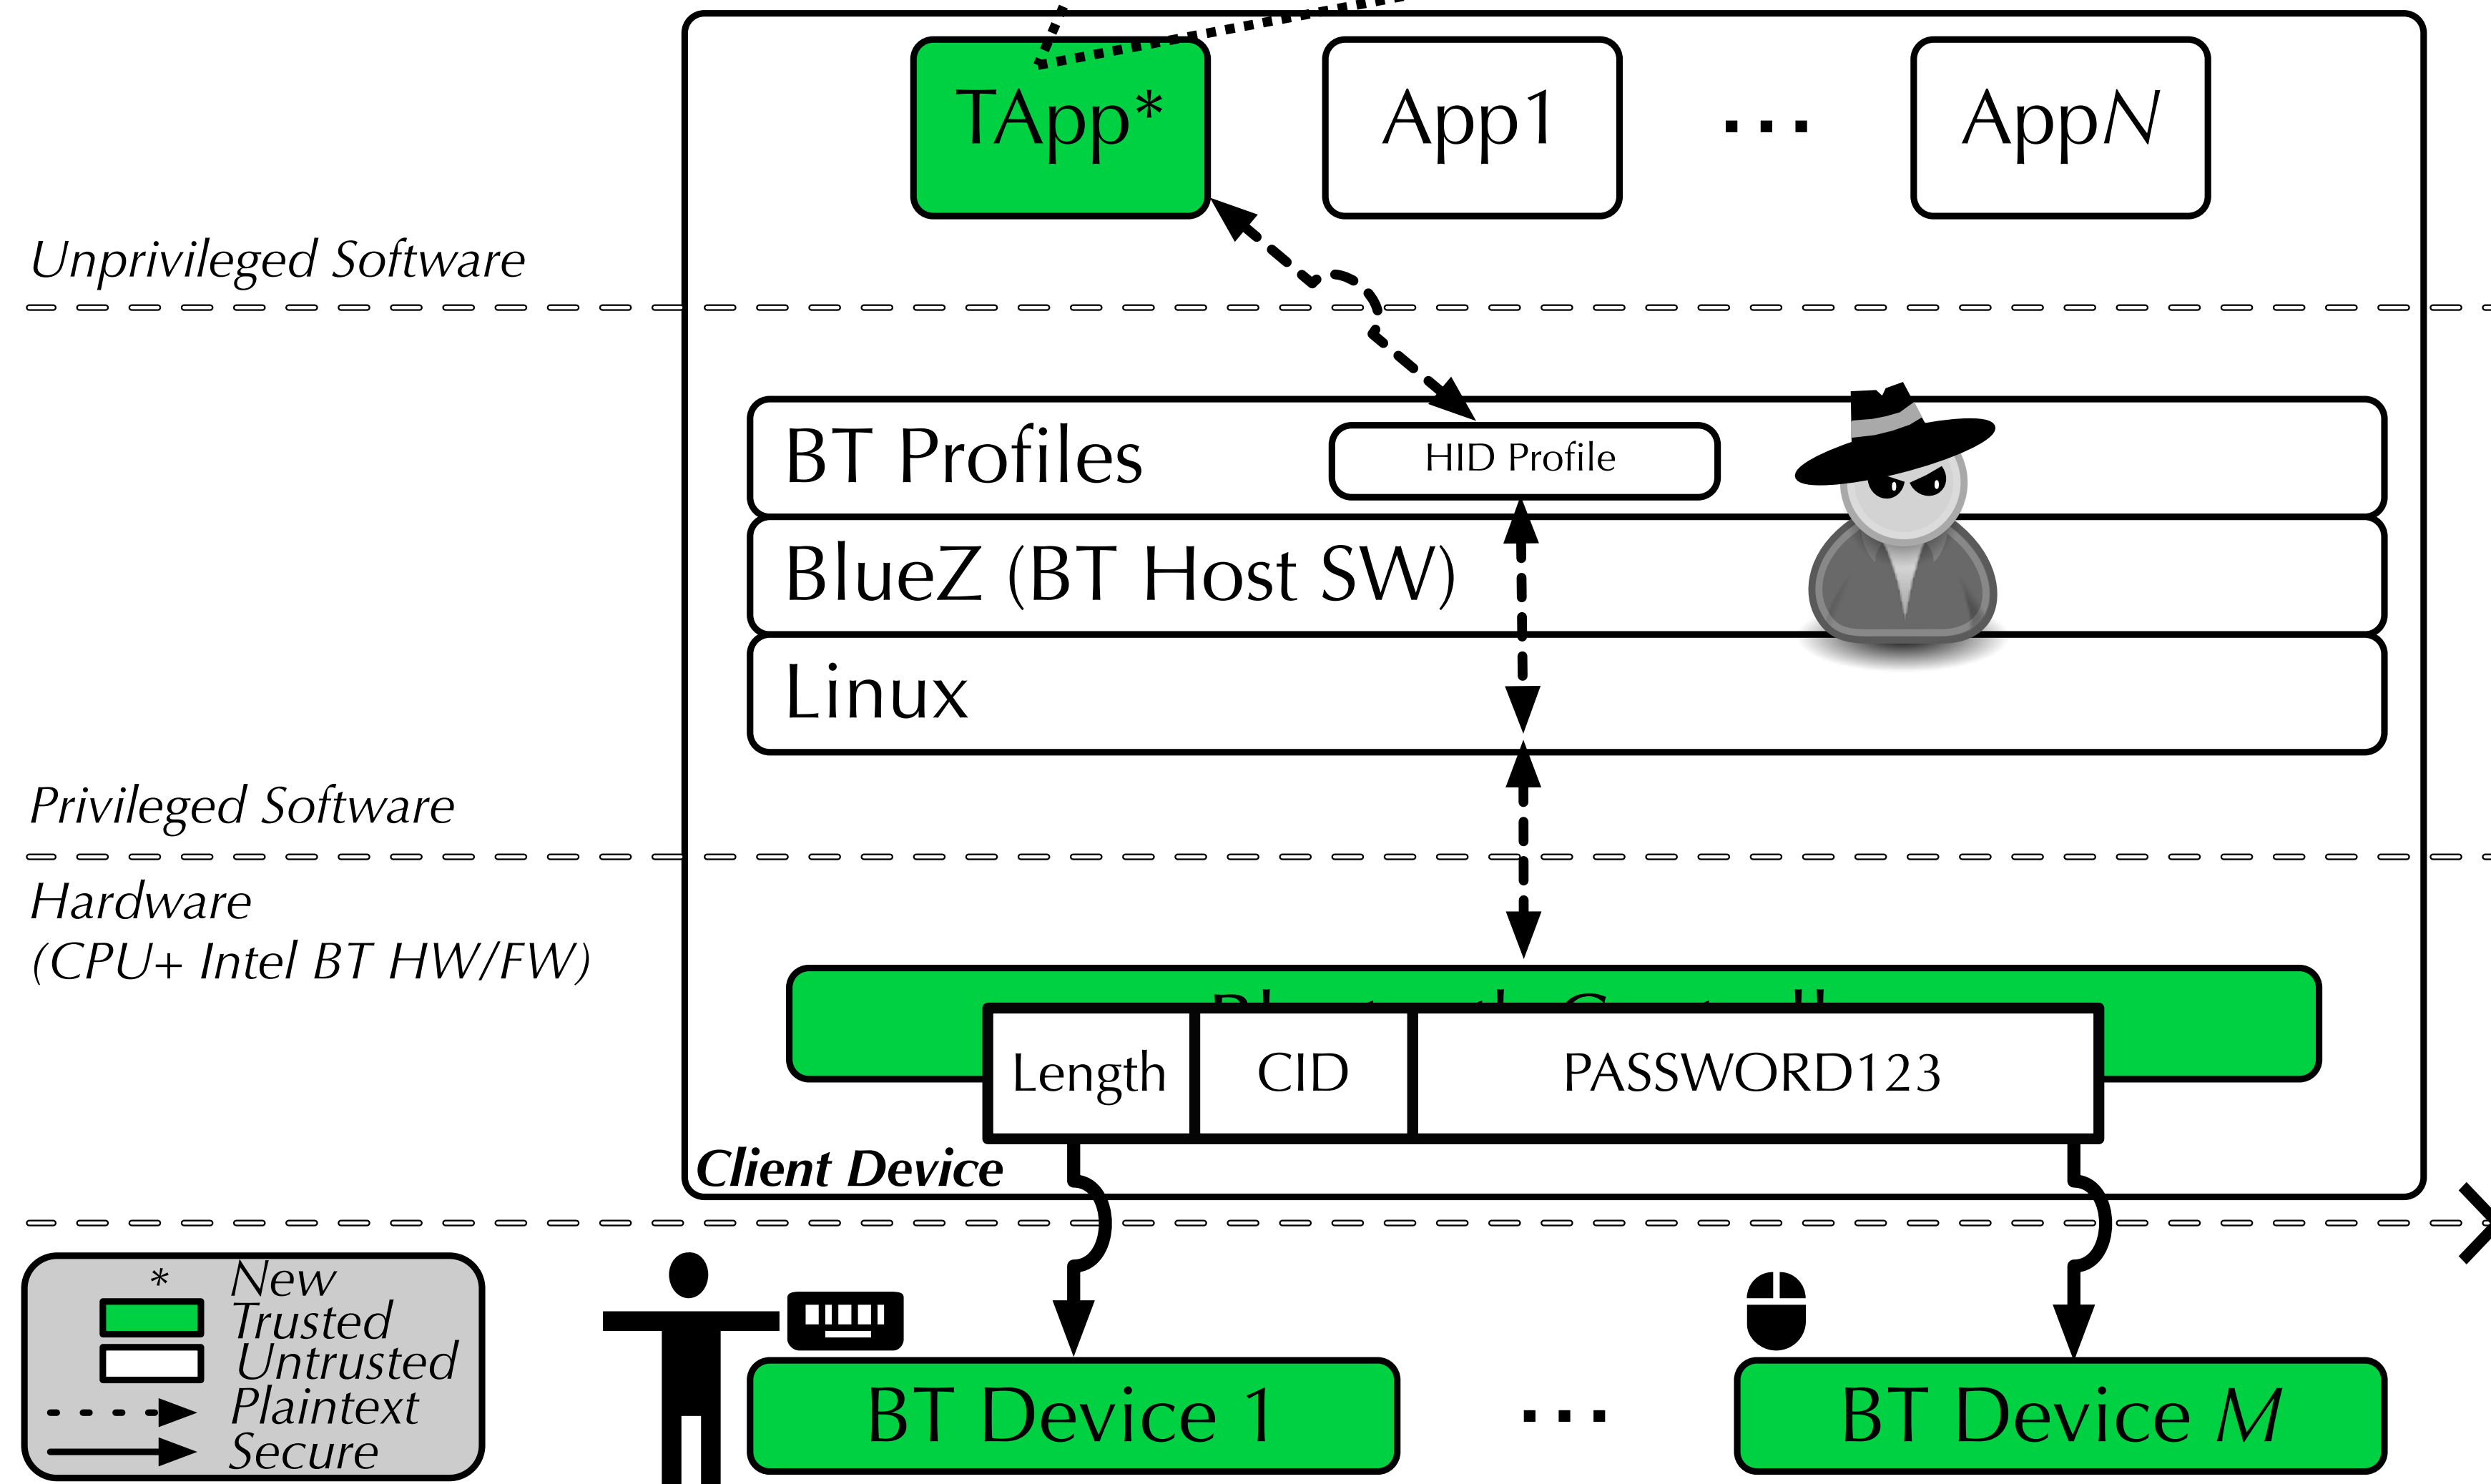 TApp*
App1
...
AppN
Unprivileged Software
BT Profiles
HID Profile
BlueZ (BT Host SW)
Linux
Privileged Software
Hardware
(CPU+ Intel BT HW/FW)
Length
CID
PASSWORD123
Client Device
* New
Trusted
Untrusted
Plaintext
Secure
BT Device 1
...
BT Device M